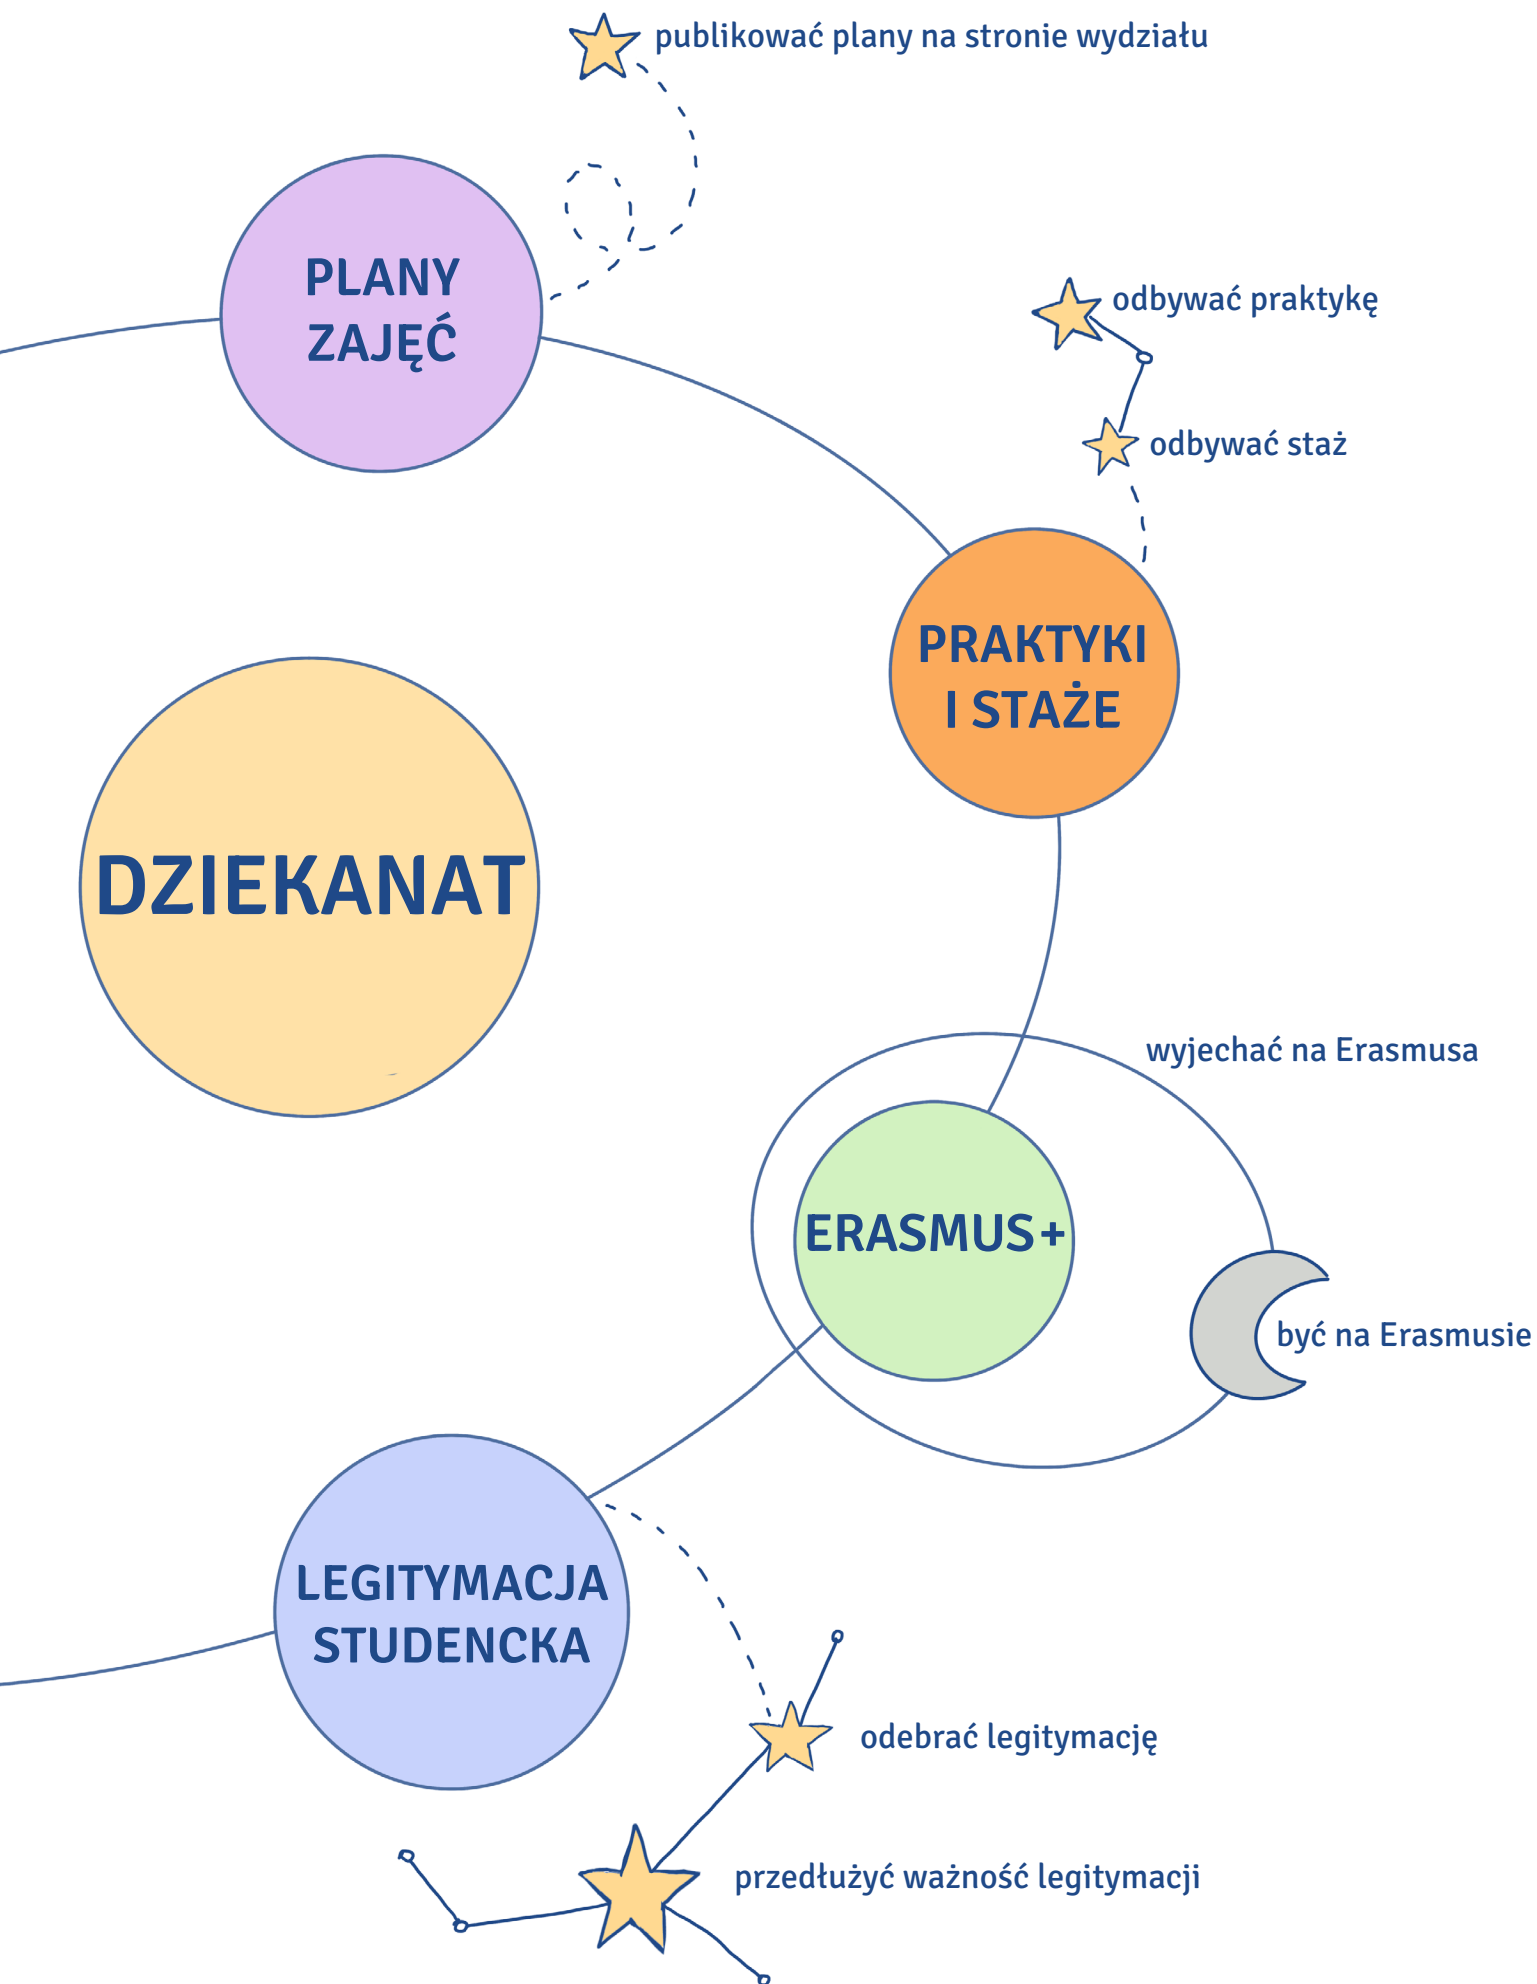 publikować plany na stronie wydziału
PLANY
ZAJĘĆ
odbywać praktykę
odbywać staż
PRAKTYKI
I STAŻE
DZIEKANAT
wyjechać na Erasmusa
ERASMUS+
być na Erasmusie
LEGITYMACJA
STUDENCKA
odebrać legitymację
przedłużyć ważność legitymacji